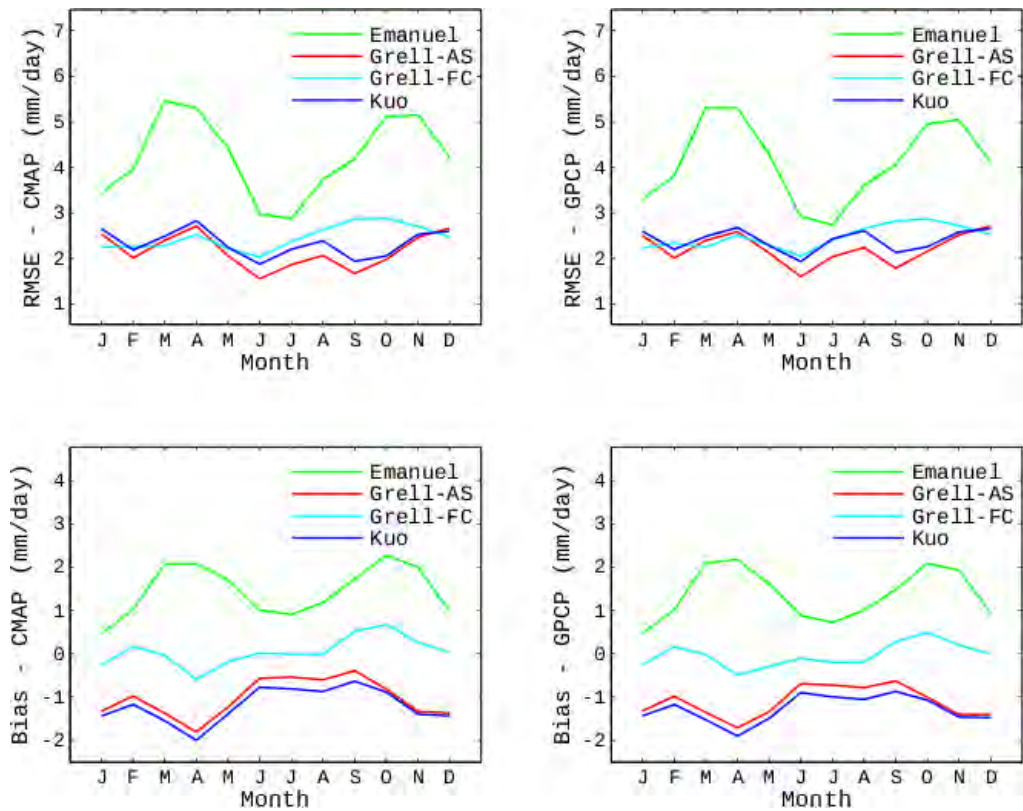 RMSE - CMAP (mm/day)
7
6
5
4
3
2
1
Emanuel
Grell-AS
Grell-FC
Kuo
J F M A M J J A S O N D
Month
RMSE - GPCP (mm/day)
7
6
5
4
3
2
1
Emanuel
Grell-AS
Grell-FC
Kuo
J F M A M J J A S O N D
Month
Bias - CMAP (mm/day)
4
3
2
1
0
-1
-2
Emanuel
Grell-AS
Grell-FC
Kuo
J F M A M J J A S O N D
Month
Bias - GPCP (mm/day)
4
3
2
1
0
-1
-2
Emanuel
Grell-AS
Grell-FC
Kuo
J F M A M J J A S O N D
Month